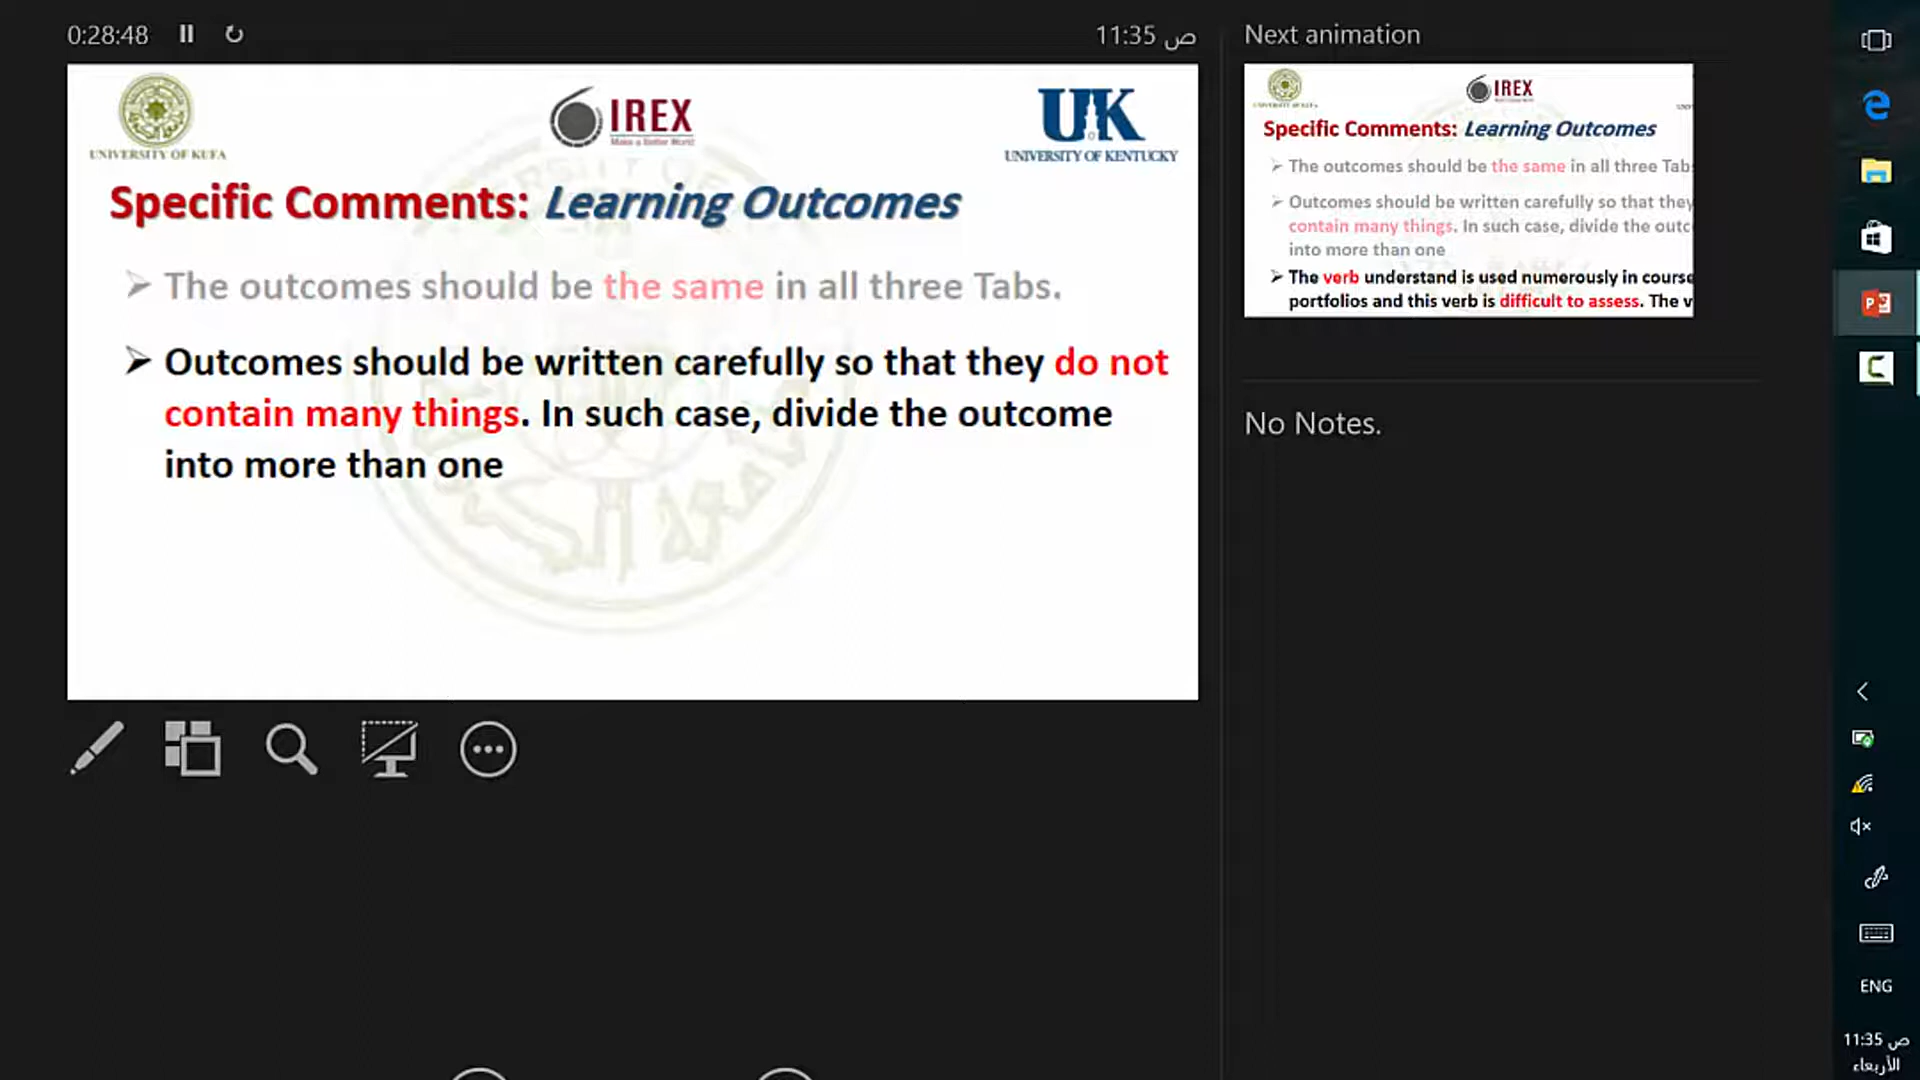 0:28:48
11:35 ص
UNIVERSITY OF KUFA
IREX
Make a Better World
UK
UNIVERSITY OF KENTUCKY
Specific Comments: Learning Outcomes
➢ The outcomes should be the same in all three Tabs.
➢ Outcomes should be written carefully so that they do not
contain many things. In such case, divide the outcome
into more than one
Next animation
IREX
Specific Comments: Learning Outcomes
➢ The outcomes should be the same in all three Tab
➢ Outcomes should be written carefully so that they
contain many things. In such case, divide the outc
into more than one
➢ The verb understand is used numerously in course
portfolios and this verb is difficult to assess. The v
No Notes.
ENG
11:35 ص
الأربعاء